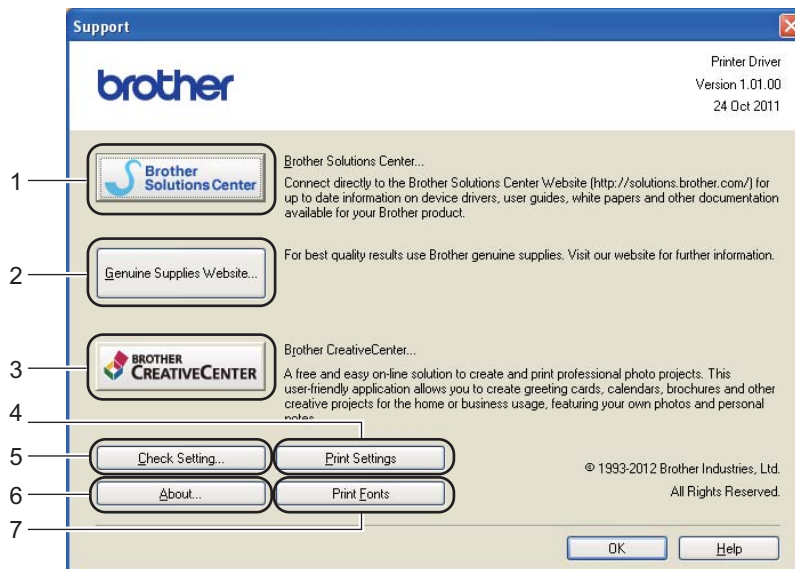 Support
brother
Printer Driver
Version 1.01.00
24 Oct 2011
1
Brother
Solutions Center
Brother Solutions Center...
Connect directly to the Brother Solutions Center Website (http://solutions.brother.com/) for
up to date information on device drivers, user guides, white papers and other documentation
available for your Brother product.
2
Genuine Supplies Website...
For best quality results use Brother genuine supplies. Visit our website for further information.
3
BROTHER
CREATIVECENTER
Brother CreativeCenter...
A free and easy on-line solution to create and print professional photo projects. This
user-friendly application allows you to create greeting cards, calendars, brochures and other
creative projects for the home or business usage, featuring your own photos and personal
notes.
4
5
Check Setting...
Print Settings
© 1993-2012 Brother Industries, Ltd.
6
About...
Print Fonts
All Rights Reserved.
7
OK
Help